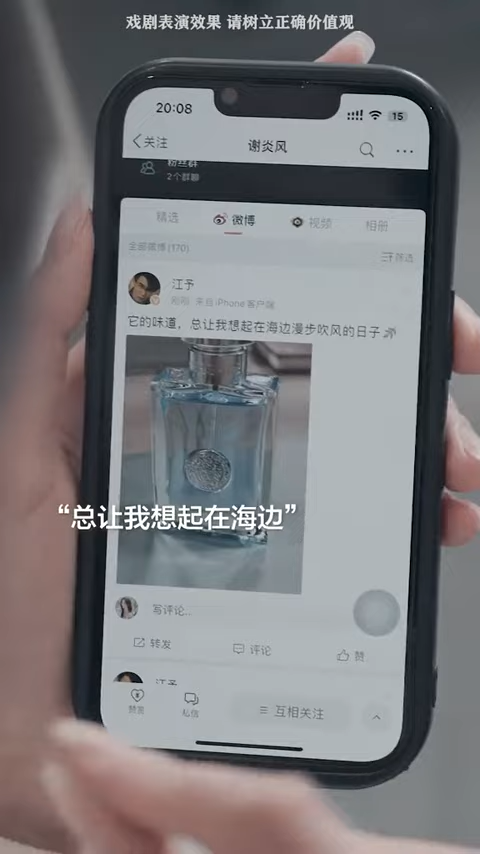 戏剧表演效果 请树立正确价值观
20:08
15
关注
谢炎风
粉丝群
2个群聊
精选
微博
视频
相册
全部微博(170)
筛选
江予
刚刚 来自 iPhone客户端
它的味道，总让我想起在海边漫步吹风的日子
“总让我想起在海边”
写评论...
转发
评论
赞
江予
赞赏
私信
互相关注